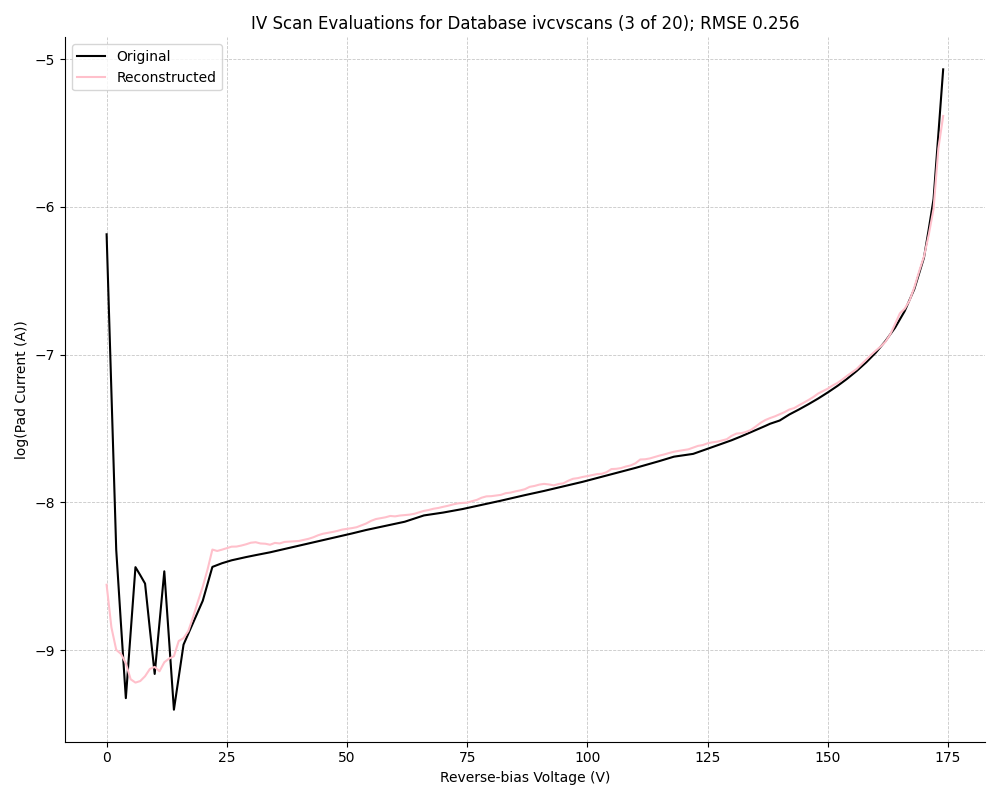 IV Scan Evaluations for Database ivcvscans (3 of 20); RMSE 0.256
Original
Reconstructed
−5
−6
−7
−8
−9
log(Pad Current (A))
0
25
50
75
100
125
150
175
Reverse-bias Voltage (V)